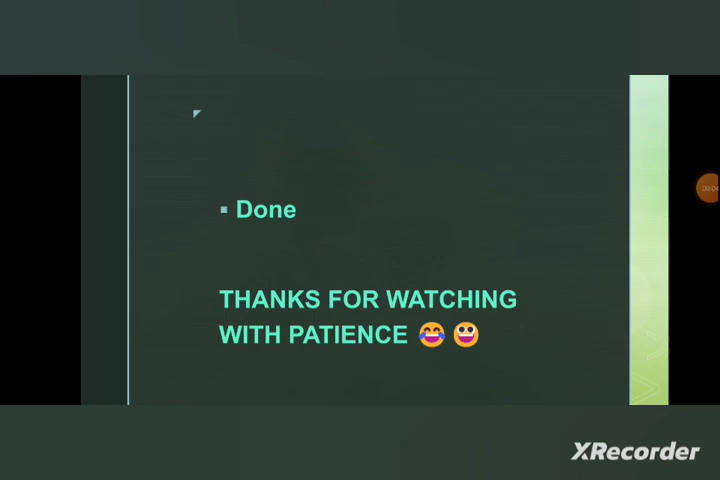 Done
THANKS FOR WATCHING
WITH PATIENCE 😂 😀
XRecorder